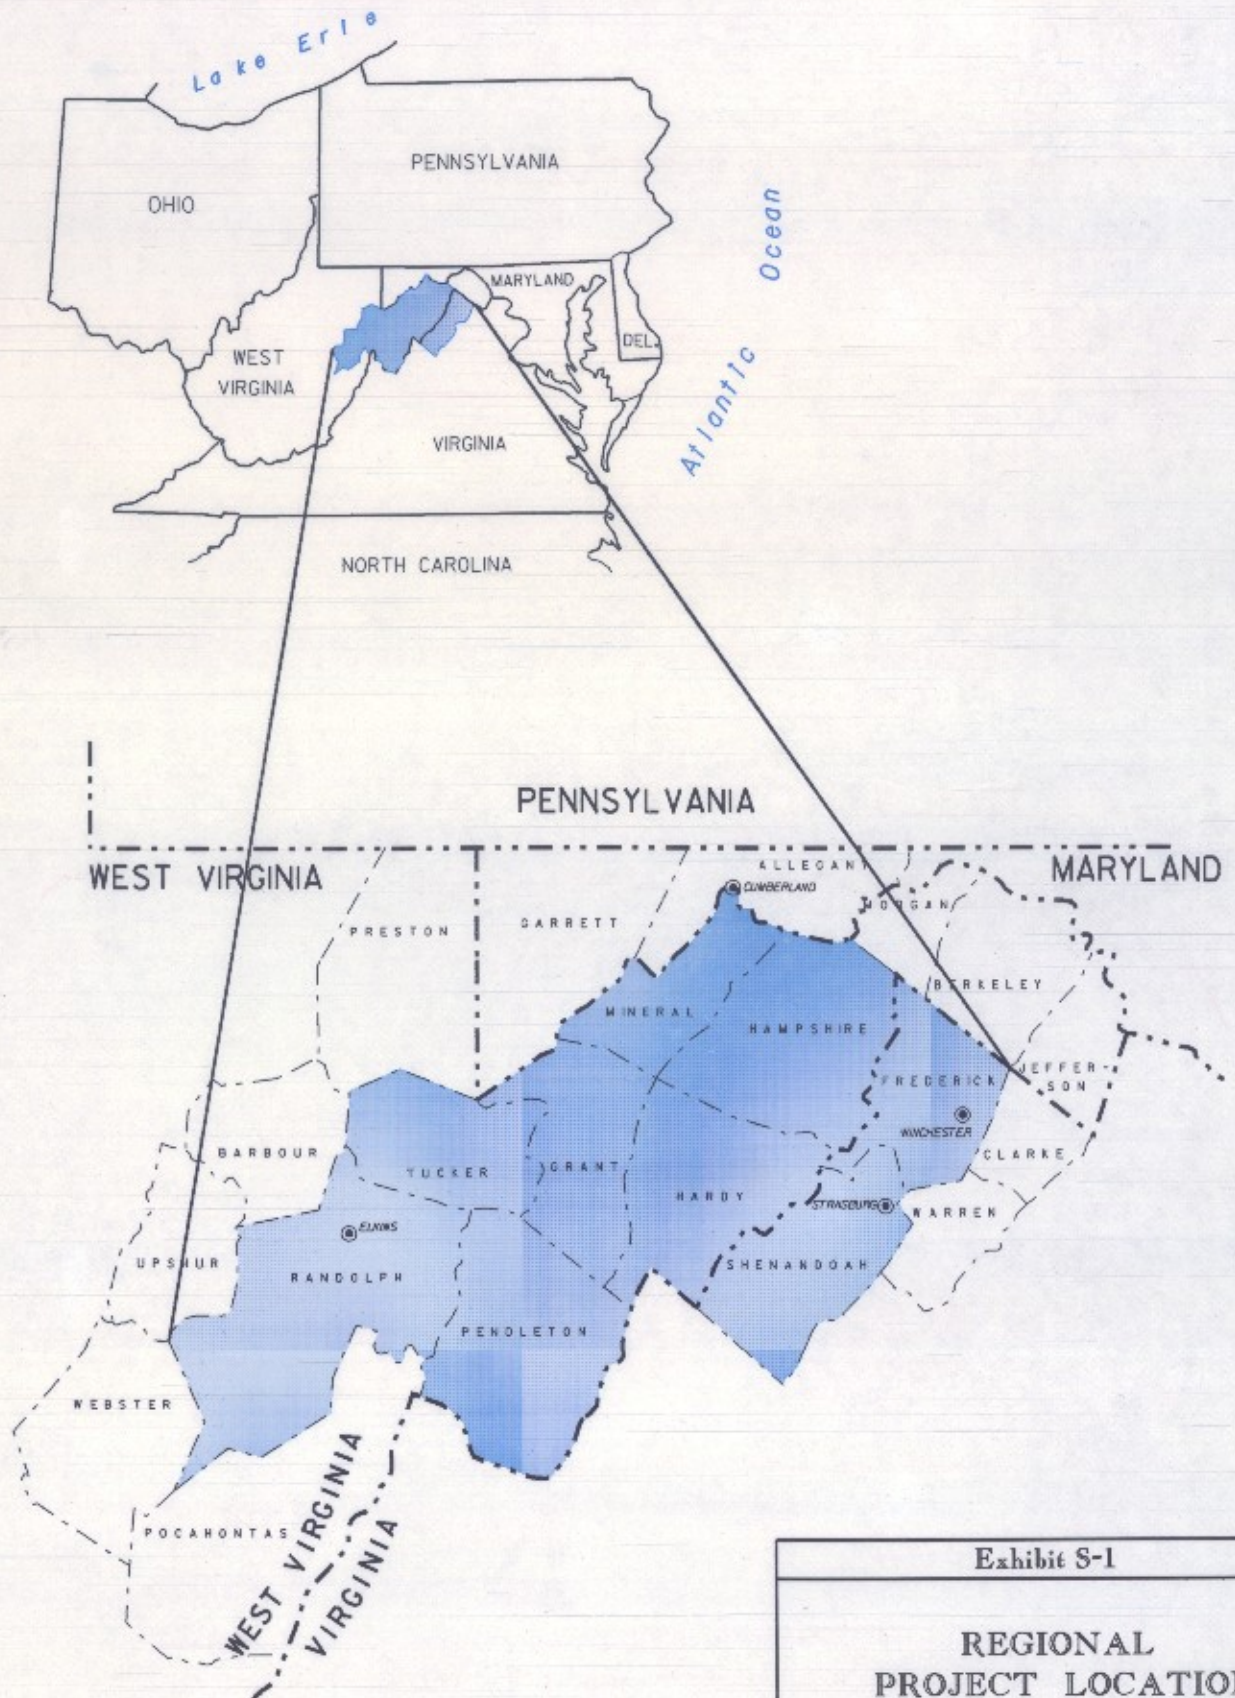 Lake Erie
PENNSYLVANIA
OHIO
Atlantic Ocean
MARYLAND
DEL.
WEST
VIRGINIA
VIRGINIA
NORTH CAROLINA
PENNSYLVANIA
WEST VIRGINIA
MARYLAND
ALLEGANY
CUMBERLAND
MORGAN
PRESTON
GARRETT
BERKELEY
MINERAL
HAMPSHIRE
JEFFER-
SON
FREDERICK
WINCHESTER
BARBOUR
TUCKER
GRANT
CLARKE
HARDY
STRASBURG
WARREN
ELKINS
UPSHUR
RANDOLPH
SHENANDOAH
PENDLETON
WEBSTER
POCAHONTAS
WEST VIRGINIA
VIRGINIA
Exhibit S-1
REGIONAL
PROJECT LOCATION